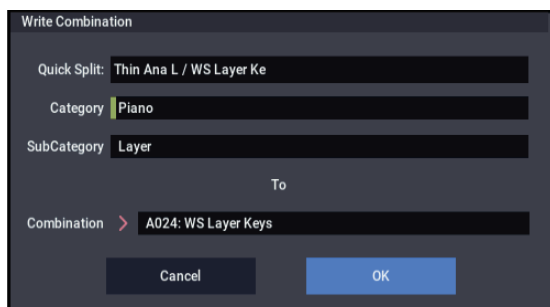 Write Combination
Quick Split: Thin Ana L / WS Layer Ke
Category Piano
SubCategory Layer
To
Combination > A024: WS Layer Keys
Cancel OK